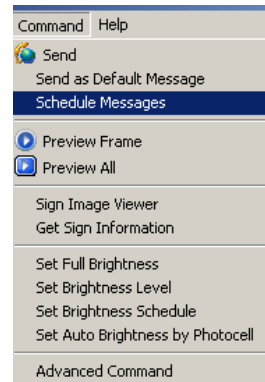 Command Help
Send
Send as Default Message
Schedule Messages
Preview Frame
Preview All
Sign Image Viewer
Get Sign Information
Set Full Brightness
Set Brightness Level
Set Brightness Schedule
Set Auto Brightness by Photocell
Advanced Command